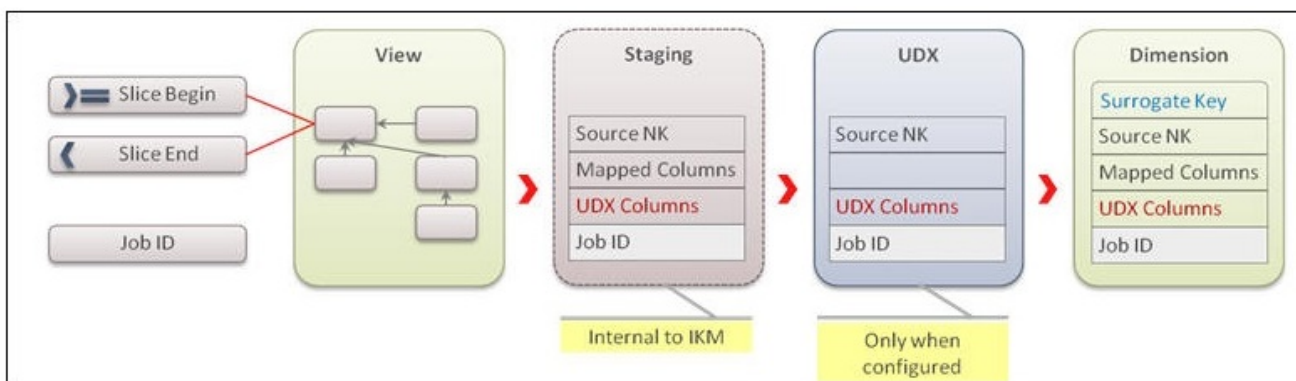 Slice Begin
Slice End
Job ID
View
Staging
Source NK
Mapped Columns
UDX Columns
Job ID
Internal to IKM
UDX
Source NK
UDX Columns
Job ID
Only when
configured
Dimension
Surrogate Key
Source NK
Mapped Columns
UDX Columns
Job ID